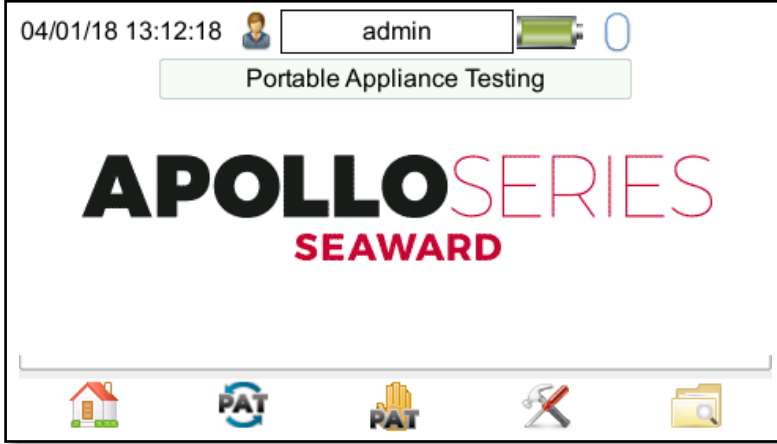 04/01/18 13:12:18 admin
Portable Appliance Testing
APOLLOSERIES
SEAWARD
PAT PAT